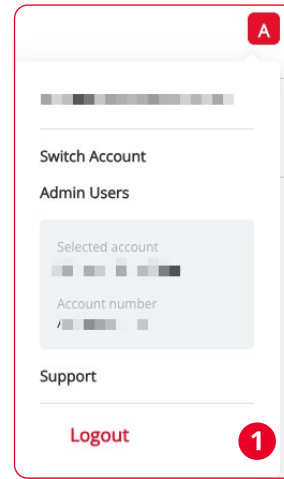 A
Switch Account
Admin Users
Selected account
Account number
Support
Logout
1